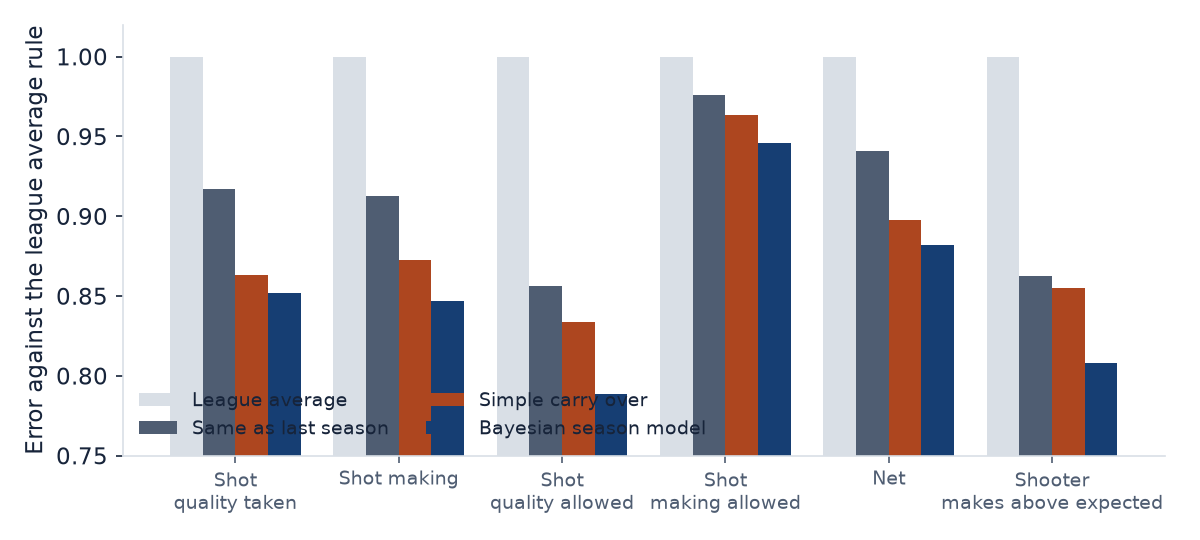 Error against the league average rule
1.00
0.95
0.90
0.85
0.80
0.75
League average
Same as last season
Simple carry over
Bayesian season model
Shot
quality taken
Shot making
Shot
quality allowed
Shot
making allowed
Net
Shooter
makes above expected